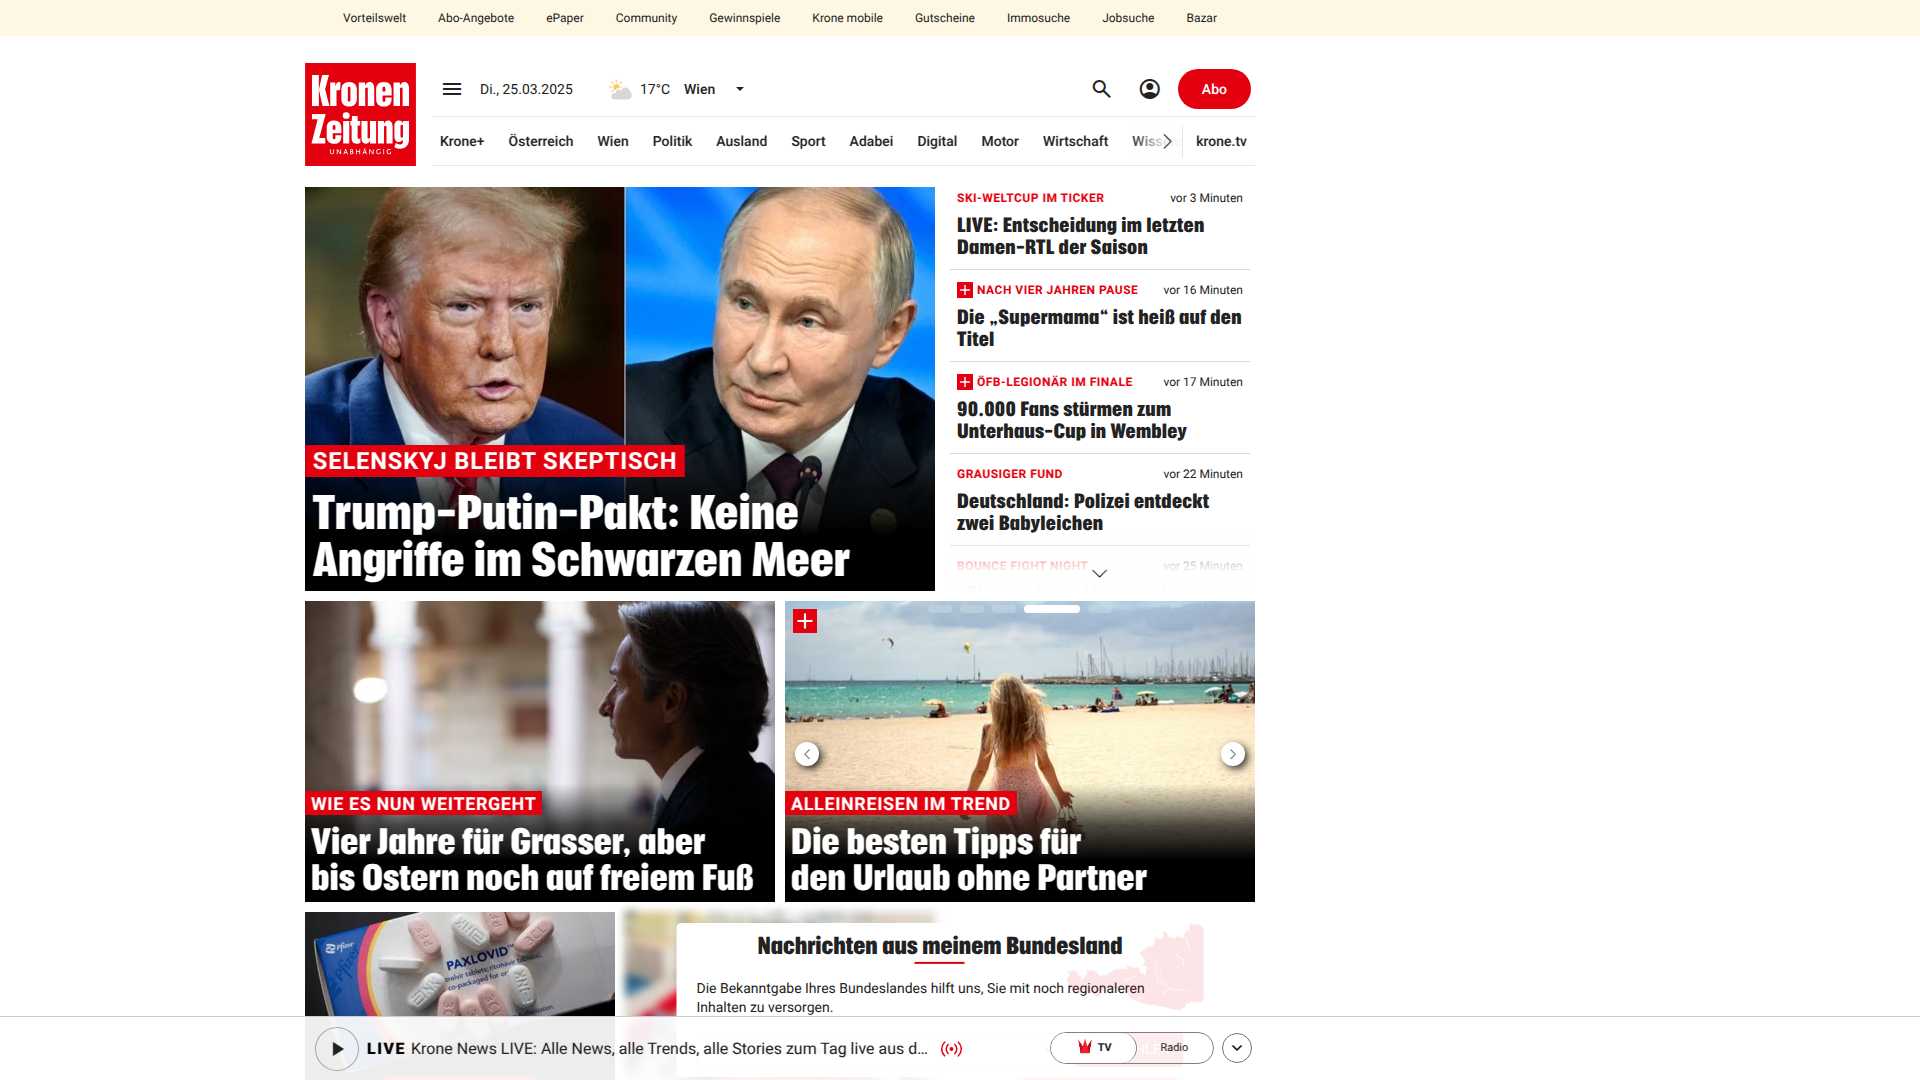 Vorteilswelt Abo-Angebote ePaper Community Gewinnspiele Krone mobile Gutscheine Immosuche Jobsuche Bazar
Kronen
Zeitung
UNABHÄNGIG
Di., 25.03.2025 17°C Wien
Abo
Krone+ Österreich Wien Politik Ausland Sport Adabei Digital Motor Wirtschaft Wiss krone.tv
SELENSKYJ BLEIBT SKEPTISCH
Trump-Putin-Pakt: Keine
Angriffe im Schwarzen Meer
SKI-WELTCUP IM TICKER vor 3 Minuten
LIVE: Entscheidung im letzten
Damen-RTL der Saison
NACH VIER JAHREN PAUSE vor 16 Minuten
Die „Supermama“ ist heiß auf den
Titel
ÖFB-LEGIONÄR IM FINALE vor 17 Minuten
90.000 Fans stürmen zum
Unterhaus-Cup in Wembley
GRAUSIGER FUND vor 22 Minuten
Deutschland: Polizei entdeckt
zwei Babyleichen
BOUNCE FIGHT NIGHT vor 25 Minuten
WIE ES NUN WEITERGEHT
Vier Jahre für Grasser, aber
bis Ostern noch auf freiem Fuß
ALLEINREISEN IM TREND
Die besten Tipps für
den Urlaub ohne Partner
Pfizer
PAXLOVID
Nachrichten aus meinem Bundesland
Die Bekanntgabe Ihres Bundeslandes hilft uns, Sie mit noch regionaleren
Inhalten zu versorgen.
LIVE Krone News LIVE: Alle News, alle Trends, alle Stories zum Tag live aus d...
TV Radio